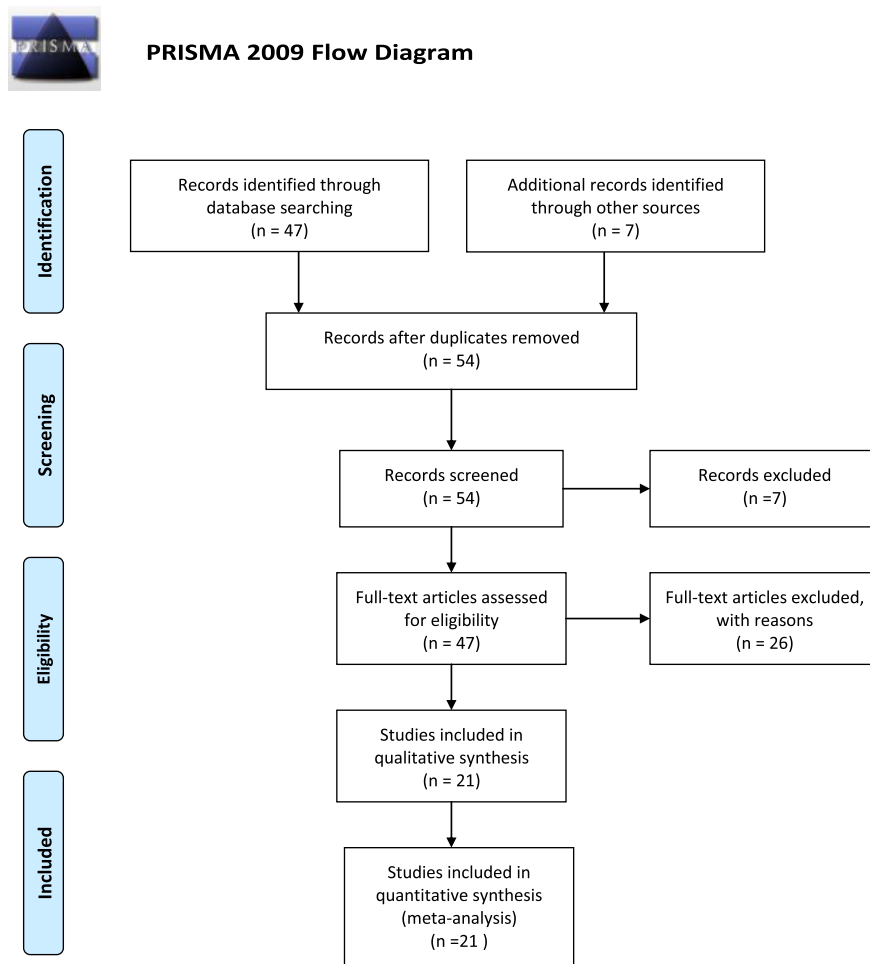 PRISMA
PRISMA 2009 Flow Diagram
Identification
Records identified through
database searching
(n = 47)
Additional records identified
through other sources
(n = 7)
Records after duplicates removed
(n = 54)
Screening
Records screened
(n = 54)
Records excluded
(n =7)
Eligibility
Full-text articles assessed
for eligibility
(n = 47)
Full-text articles excluded,
with reasons
(n = 26)
Studies included in
qualitative synthesis
(n = 21)
Included
Studies included in
quantitative synthesis
(meta-analysis)
(n =21 )